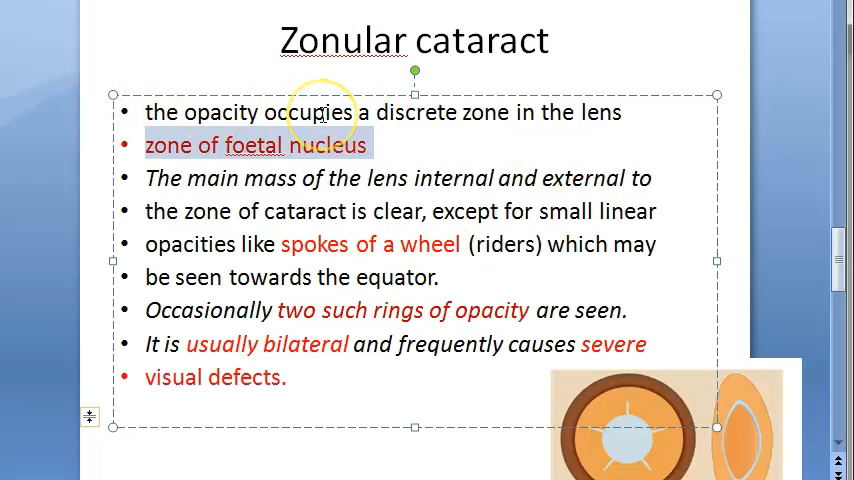 Zonular cataract
• the opacity occupies a discrete zone in the lens
• zone of foetal nucleus
• The main mass of the lens internal and external to
• the zone of cataract is clear, except for small linear
• opacities like spokes of a wheel (riders) which may
• be seen towards the equator.
• Occasionally two such rings of opacity are seen.
• It is usually bilateral and frequently causes severe
• visual defects.